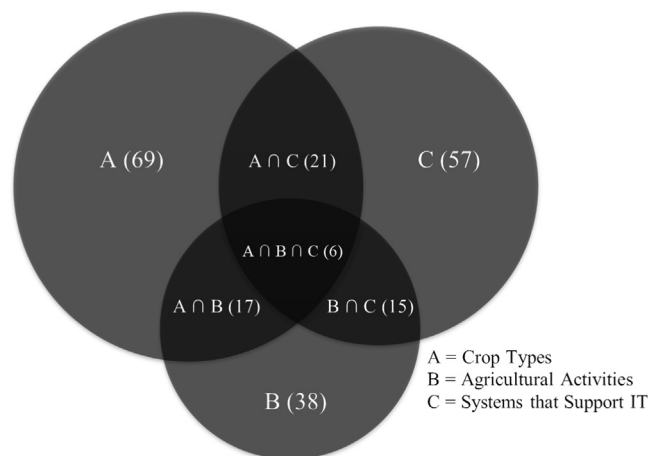 A (69)
A ∩ C (21)
C (57)
A ∩ B ∩ C (6)
A ∩ B (17)
B ∩ C (15)
B (38)
A = Crop Types
B = Agricultural Activities
C = Systems that Support IT